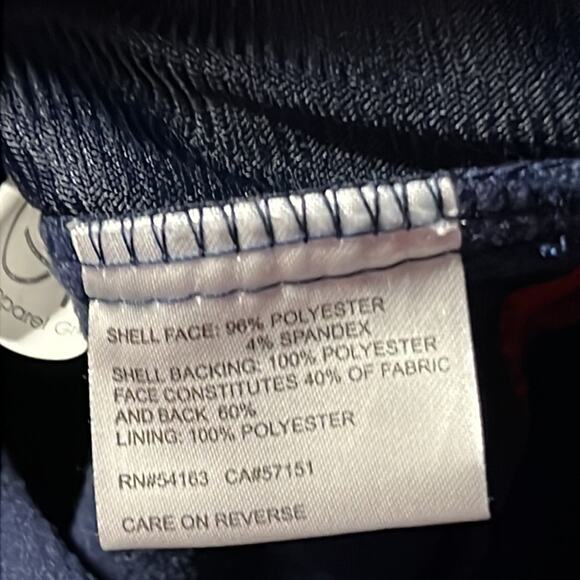 SHELL FACE: 96% POLYESTER
4% SPANDEX
SHELL BACKING: 100% POLYESTER
FACE CONSTITUTES 40% OF FABRIC
AND BACK 60%
LINING: 100% POLYESTER
RN#54163 CA#57151
CARE ON REVERSE